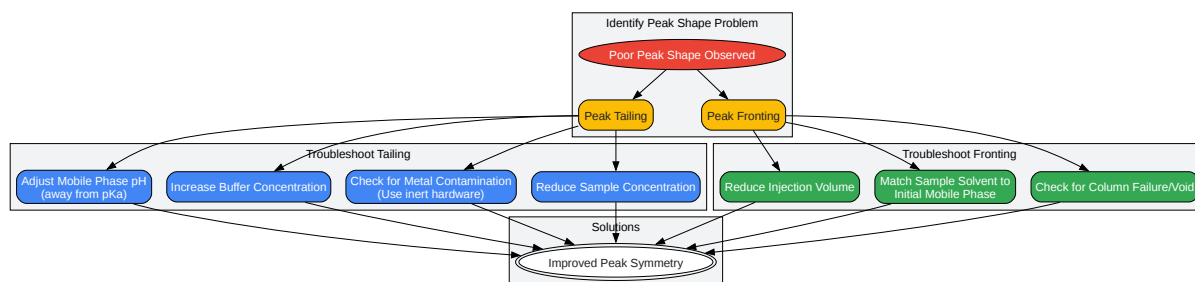 Identify Peak Shape Problem
Poor Peak Shape Observed
Peak Tailing
Peak Fronting
Troubleshoot Tailing
Troubleshoot Fronting
Adjust Mobile Phase pH
(away from pKa)
Increase Buffer Concentration
Check for Metal Contamination
(Use inert hardware)
Reduce Sample Concentration
Reduce Injection Volume
Match Sample Solvent to
Initial Mobile Phase
Check for Column Failure/Void
Solutions
Improved Peak Symmetry